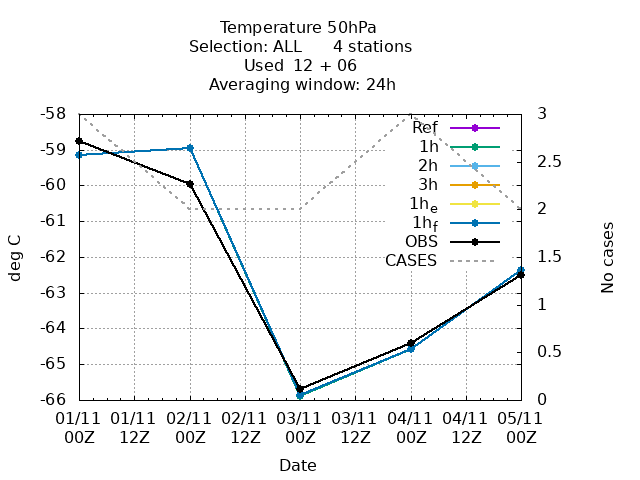 Temperature 50hPa
Selection: ALL      4 stations
Used  12 + 06
Averaging window: 24h
deg C
-58
-59
-60
-61
-62
-63
-64
-65
-66
3
2.5
2
1.5
1
0.5
0
No cases
Ref
1h
2h
3h
1he
1hf
OBS
CASES
01/11 01/11 02/11 02/11 03/11 03/11 04/11 04/11 05/11
00Z 12Z 00Z 12Z 00Z 12Z 00Z 12Z 00Z
Date